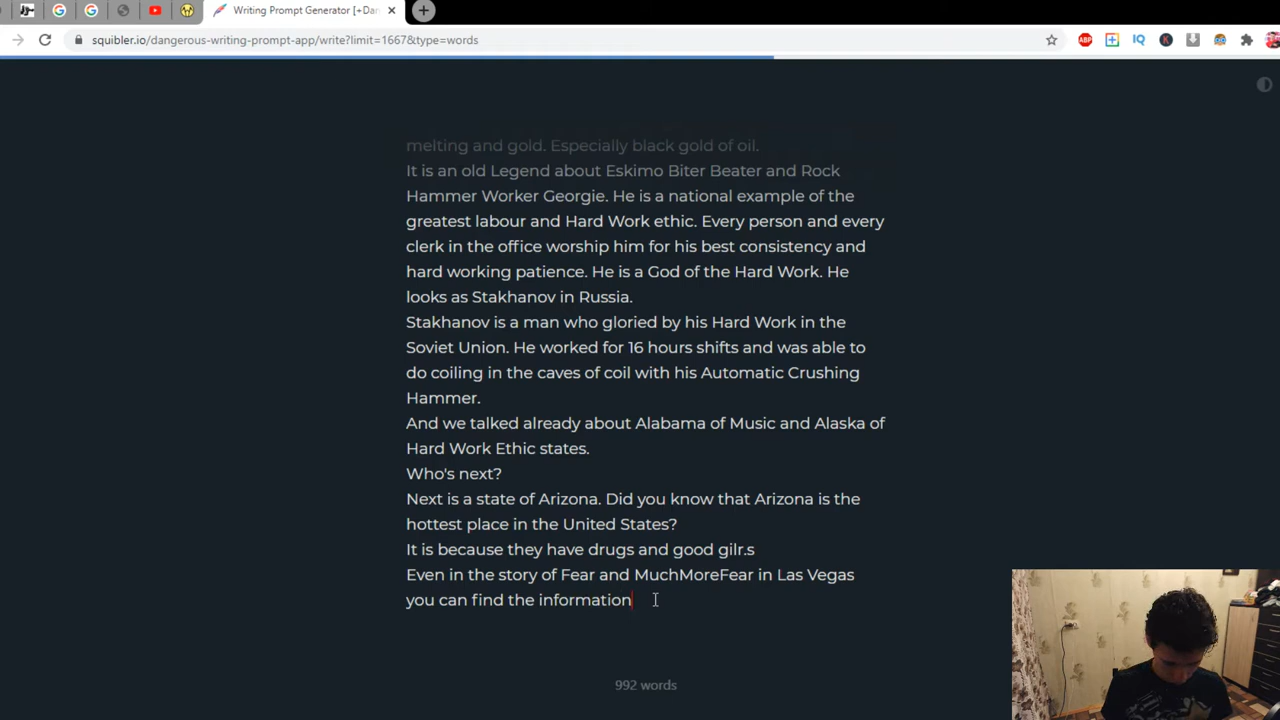 Writing Prompt Generator [+Dan
squibler.io/dangerous-writing-prompt-app/write?limit=1667&type=words
melting and gold. Especially black gold of oil.
It is an old Legend about Eskimo Biter Beater and Rock
Hammer Worker Georgie. He is a national example of the
greatest labour and Hard Work ethic. Every person and every
clerk in the office worship him for his best consistency and
hard working patience. He is a God of the Hard Work. He
looks as Stakhanov in Russia.
Stakhanov is a man who gloried by his Hard Work in the
Soviet Union. He worked for 16 hours shifts and was able to
do coiling in the caves of coil with his Automatic Crushing
Hammer.
And we talked already about Alabama of Music and Alaska of
Hard Work Ethic states.
Who's next?
Next is a state of Arizona. Did you know that Arizona is the
hottest place in the United States?
It is because they have drugs and good gilr.s
Even in the story of Fear and MuchMoreFear in Las Vegas
you can find the information
992 words